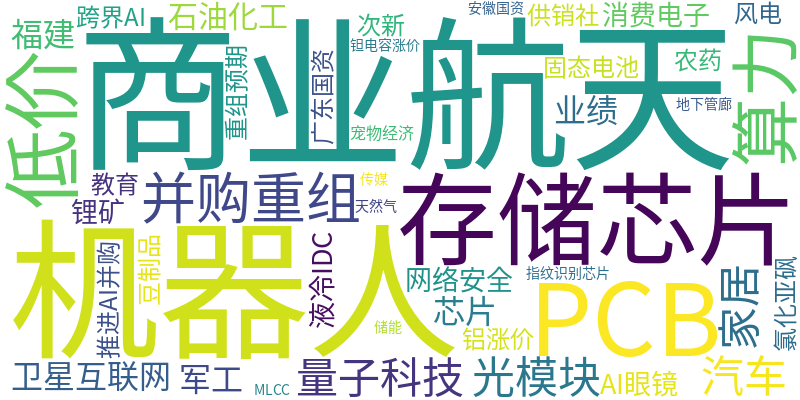 福建
跨界AI
石油化工
次新
安徽国资
供销社
消费电子
风电
钽电容涨价
商业航天
低价
重组预期
广东国资
固态电池
农药
算力
业绩
地下管廊
宠物经济
教育
锂矿
并购重组
传媒
天然气
存储芯片
机器人
推进AI并购
豆制品
液冷IDC
网络安全
指纹识别芯片
芯片
储能
铝涨价
PCB
家居
氯化亚砜
卫星互联网
军工
MLCC
量子科技
光模块
AI眼镜
汽车